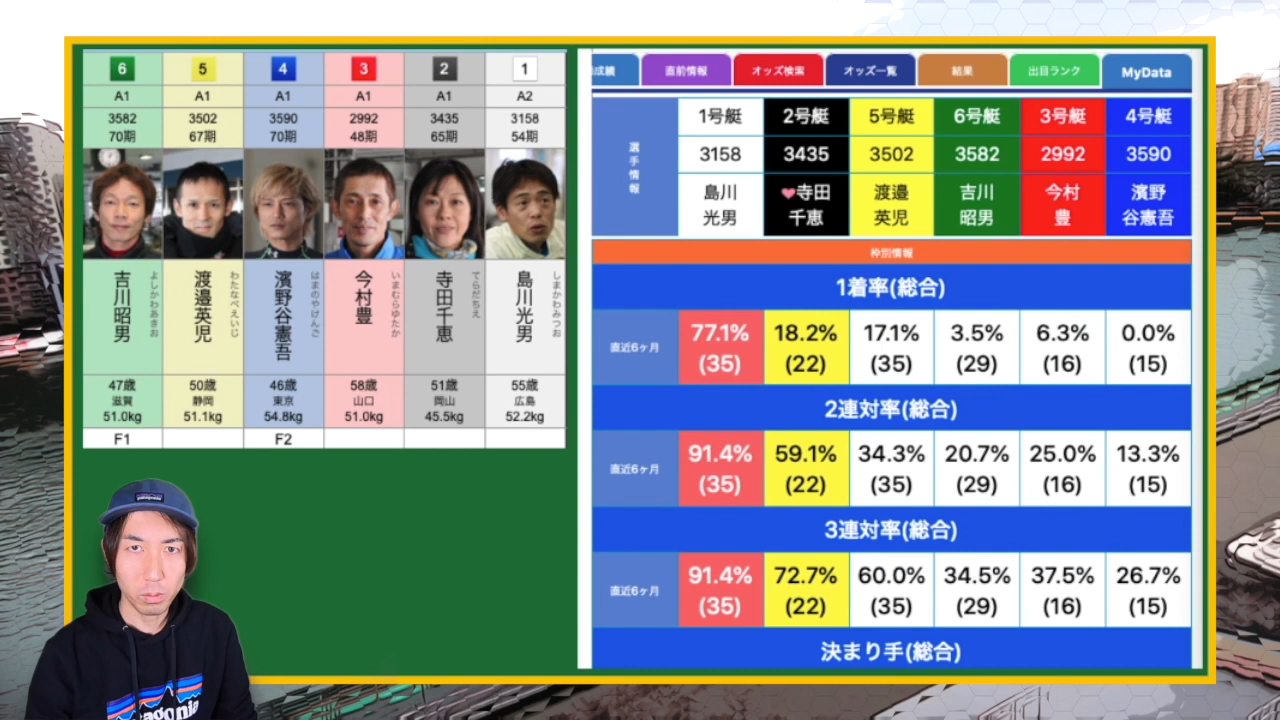 6
5
4
3
2
1
A1
A1
A1
A1
A1
A2
3582
70期
3502
67期
3590
70期
2992
48期
3435
65期
3158
54期
吉川昭男
よしかわあきお
渡邉英児
わたなべえいじ
濱野谷憲吾
はまのやけんご
今村豊
いまむらゆたか
寺田千恵
てらだちえ
島川光男
しまかわみつお
47歳
滋賀
51.0kg
50歳
静岡
51.1kg
46歳
東京
54.8kg
58歳
山口
51.0kg
51歳
岡山
45.5kg
55歳
広島
52.2kg
F1
F2
成績
直前情報
オッズ検索
オッズ一覧
結果
出目ランク
MyData
選手情報
1号艇
2号艇
5号艇
6号艇
3号艇
4号艇
3158
3435
3502
3582
2992
3590
島川
光男
❤寺田
千恵
渡邉
英児
吉川
昭男
今村
豊
濱野
谷憲吾
枠別情報
1着率(総合)
直近6ヶ月
77.1%
(35)
18.2%
(22)
17.1%
(35)
3.5%
(29)
6.3%
(16)
0.0%
(15)
2連対率(総合)
直近6ヶ月
91.4%
(35)
59.1%
(22)
34.3%
(35)
20.7%
(29)
25.0%
(16)
13.3%
(15)
3連対率(総合)
直近6ヶ月
91.4%
(35)
72.7%
(22)
60.0%
(35)
34.5%
(29)
37.5%
(16)
26.7%
(15)
決まり手(総合)
patagonia